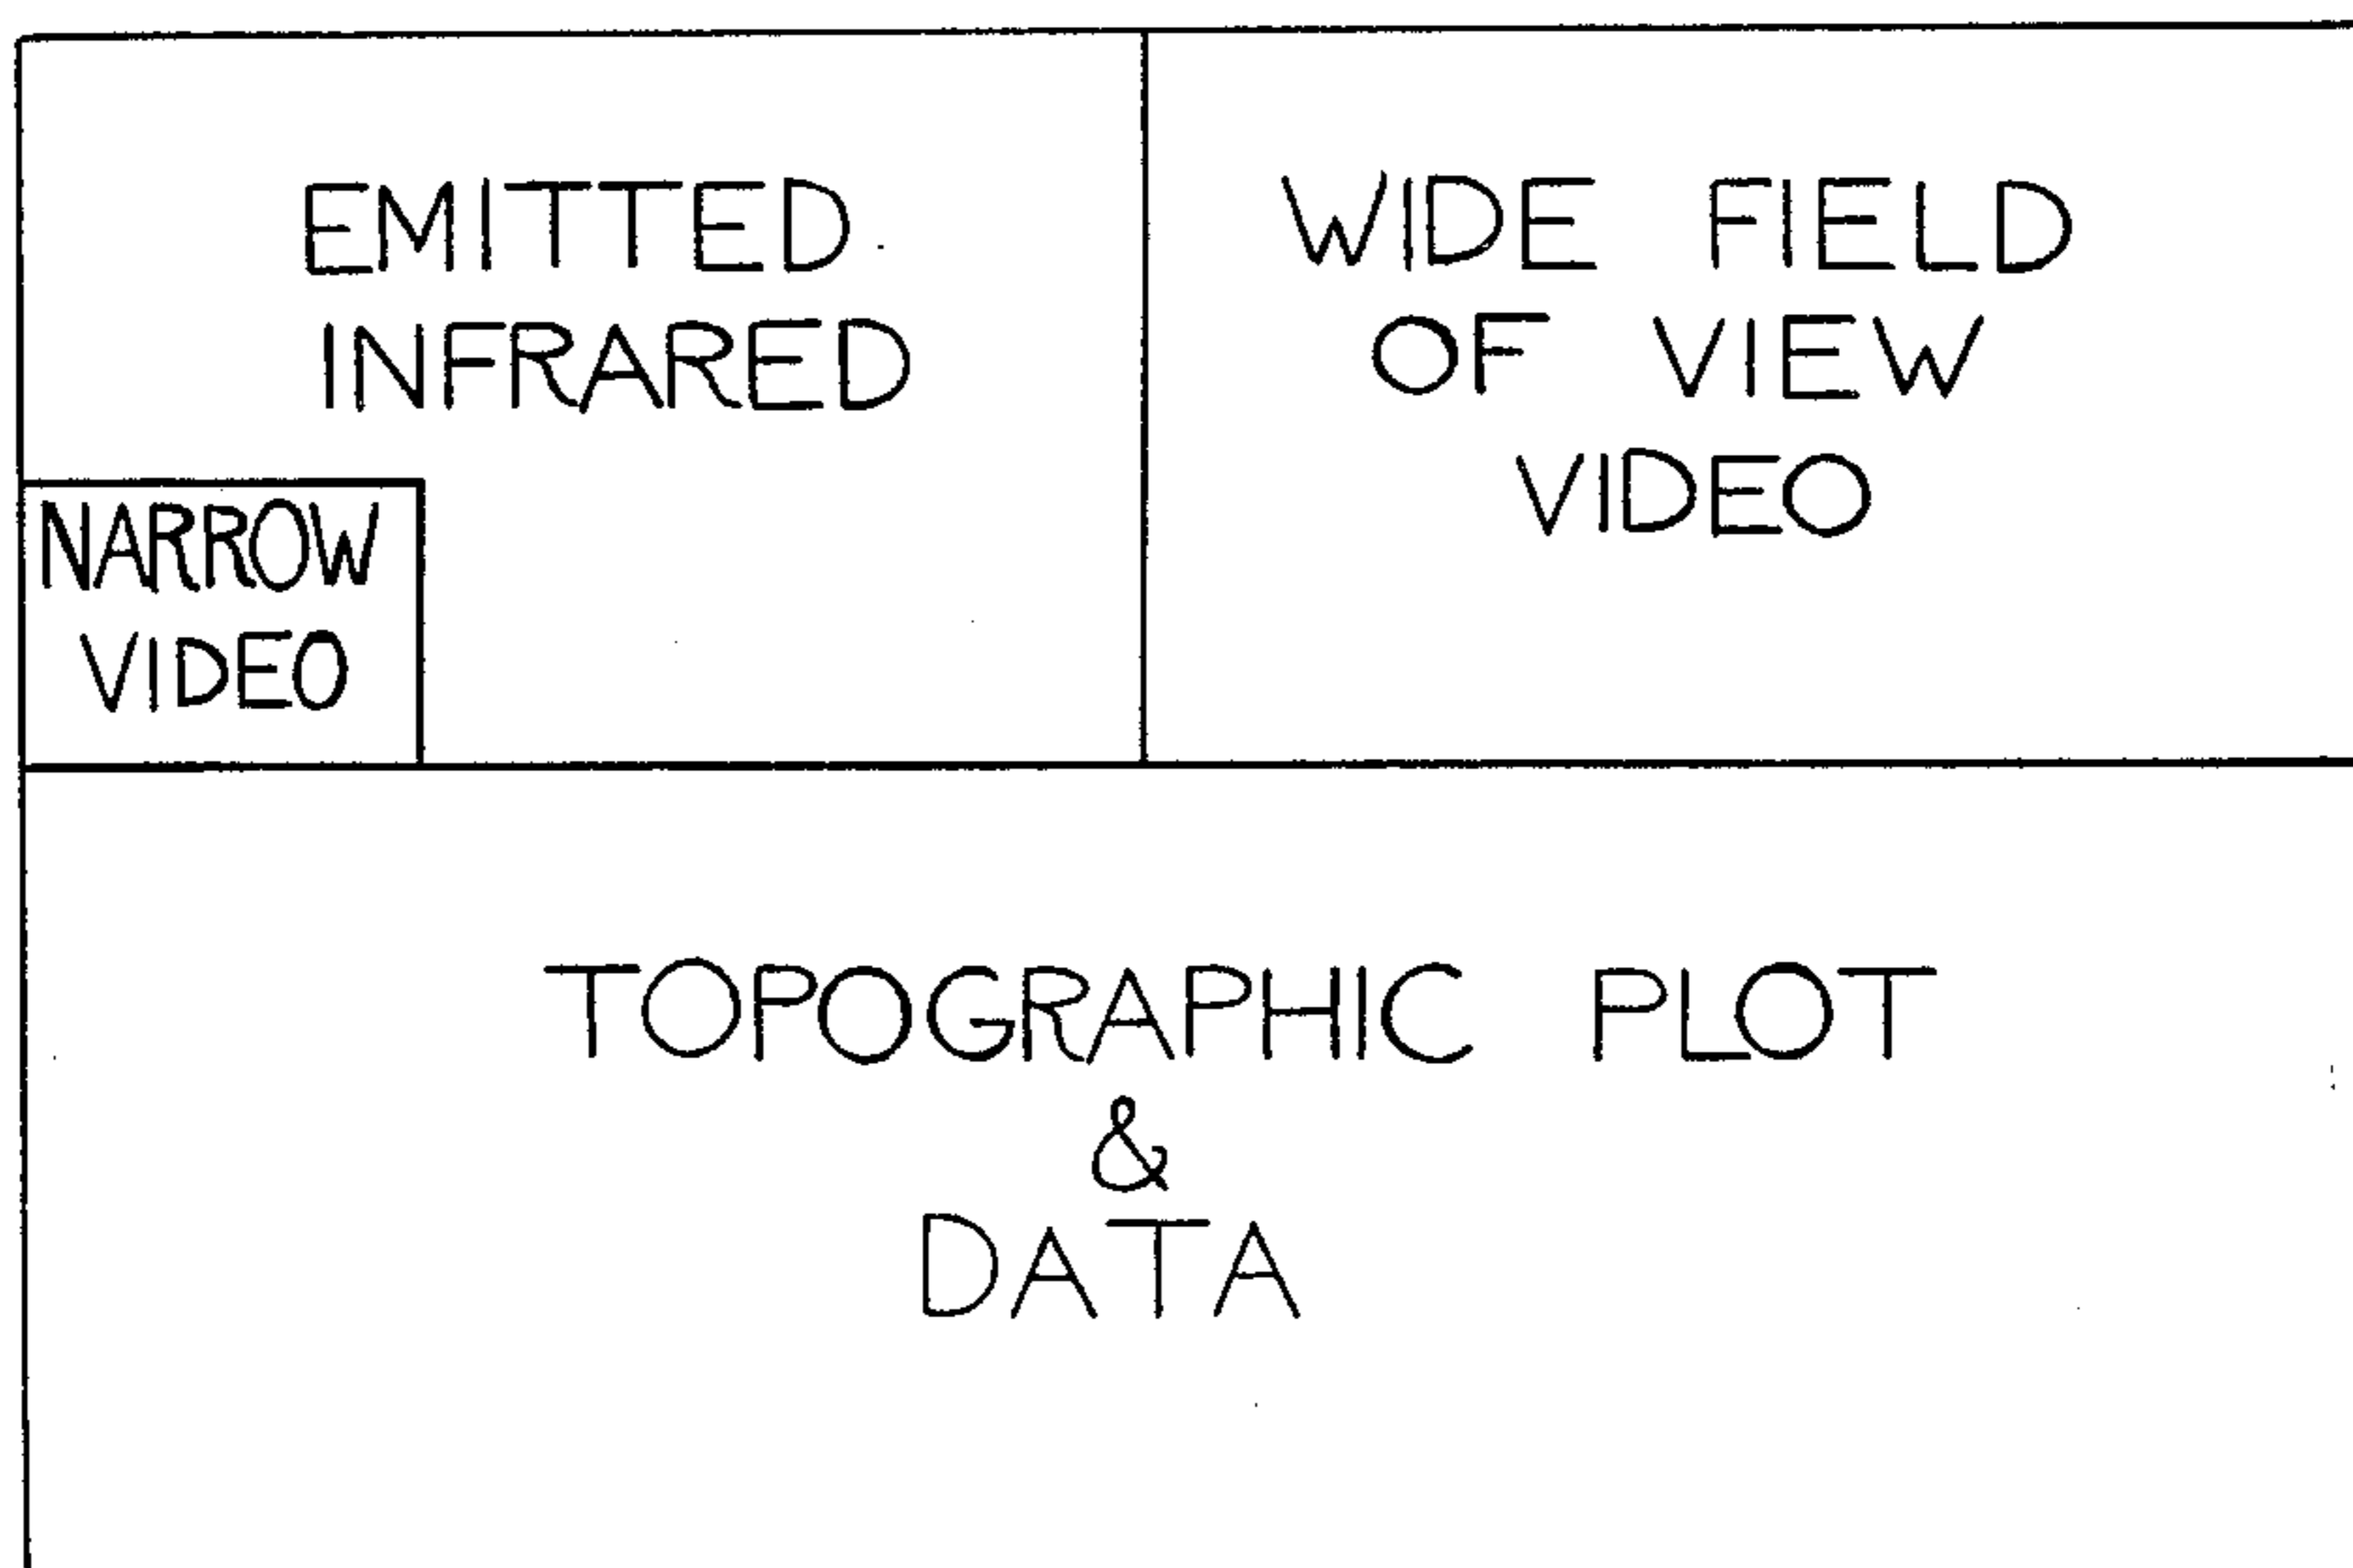 EMITTED
INFRARED
WIDE FIELD
OF VIEW
VIDEO
NARROW
VIDEO
TOPOGRAPHIC PLOT
&
DATA